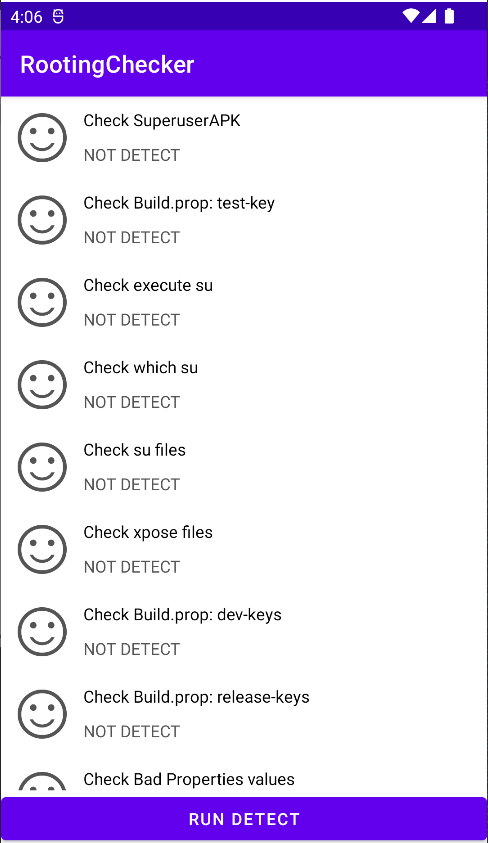 4:06
RootingChecker
Check SuperuserAPK
NOT DETECT
Check Build.prop: test-key
NOT DETECT
Check execute su
NOT DETECT
Check which su
NOT DETECT
Check su files
NOT DETECT
Check xpose files
NOT DETECT
Check Build.prop: dev-keys
NOT DETECT
Check Build.prop: release-keys
NOT DETECT
Check Bad Properties values
RUN DETECT